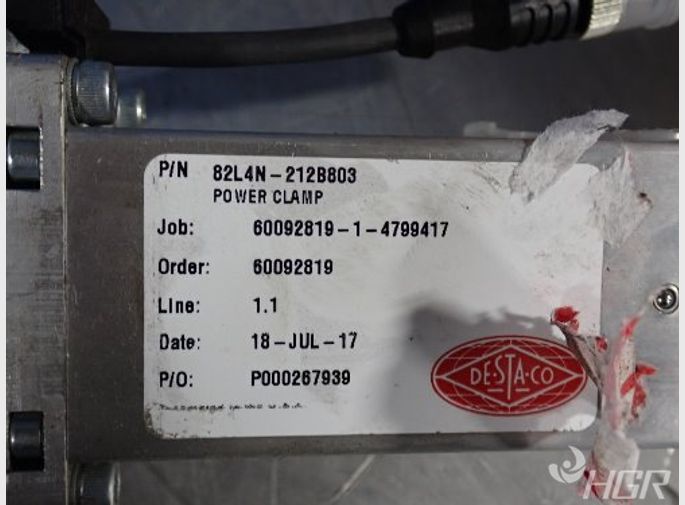 P/N 82L4N-212B803
POWER CLAMP
Job: 60092819-1-4799417
Order: 60092819
Line: 1.1
Date: 18-JUL-17
P/O: P000267939
DE-STA-CO
HGR